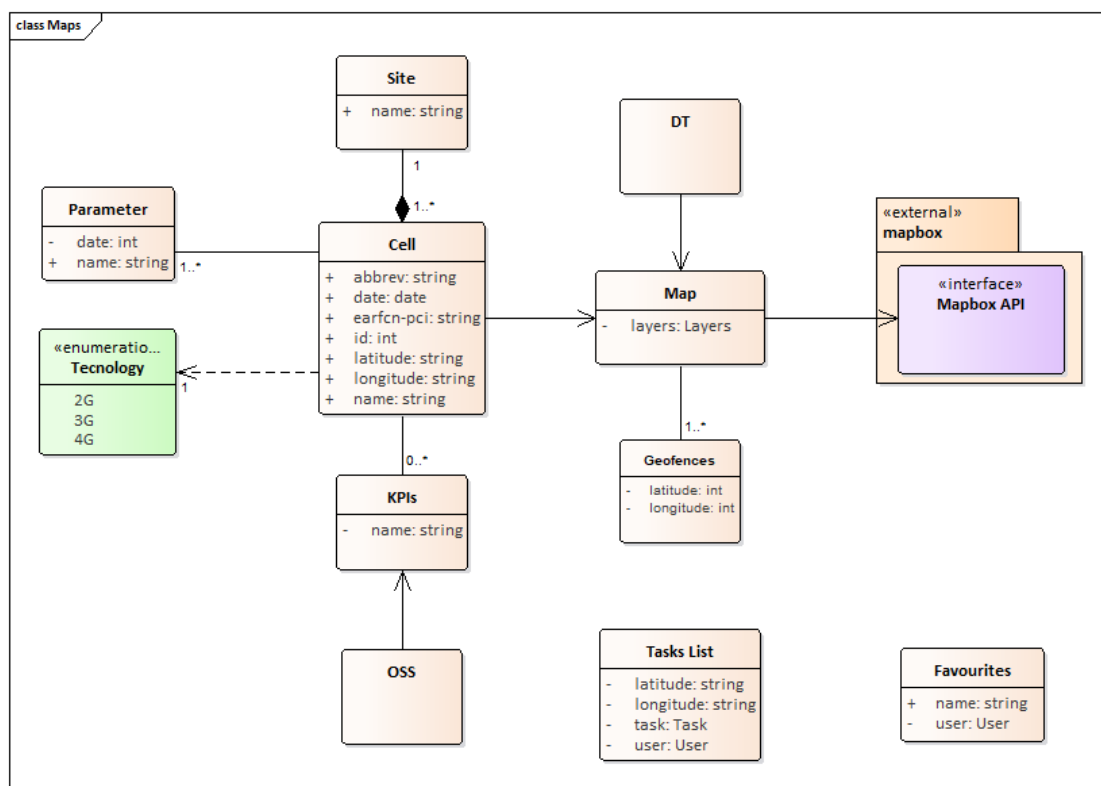 class Maps
Site
+ name: string
1
1..*
DT
Parameter
- date: int
+ name: string
1..*
Cell
+ abbrev: string
+ date: date
+ earfcn-pci: string
+ id: int
+ latitude: string
+ longitude: string
+ name: string
Map
- layers: Layers
«external»
mapbox
«interface»
Mapbox API
«enumeratio...
Tecnology
2G
3G
4G
1
1..*
Geofences
- latitude: int
- longitude: int
0..*
KPIs
- name: string
OSS
Tasks List
- latitude: string
- longitude: string
- task: Task
- user: User
Favourites
+ name: string
- user: User